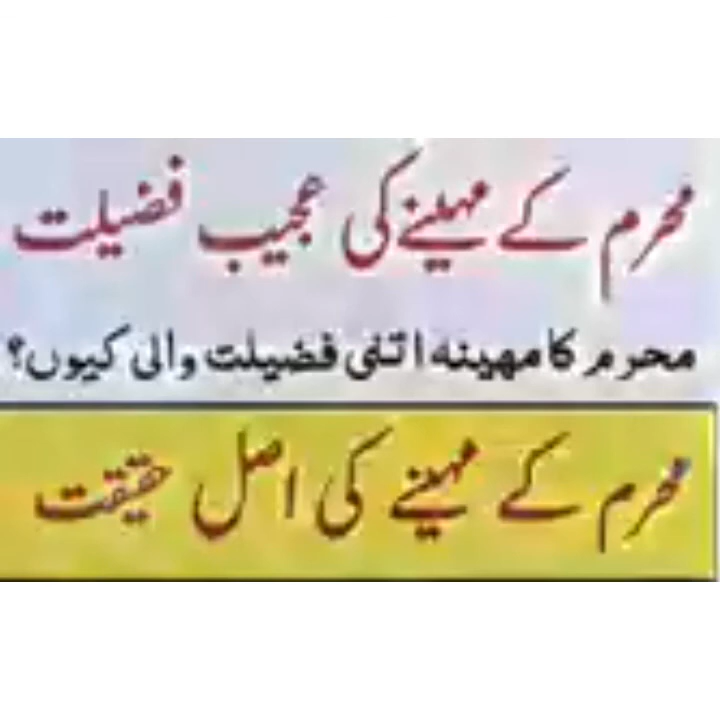 محرم کے مہینے کی عجیب فضیلت
محرم کا مہینہ اتنی فضیلت والی کیوں؟
محرم کے مہینے کی اصل حقیقت